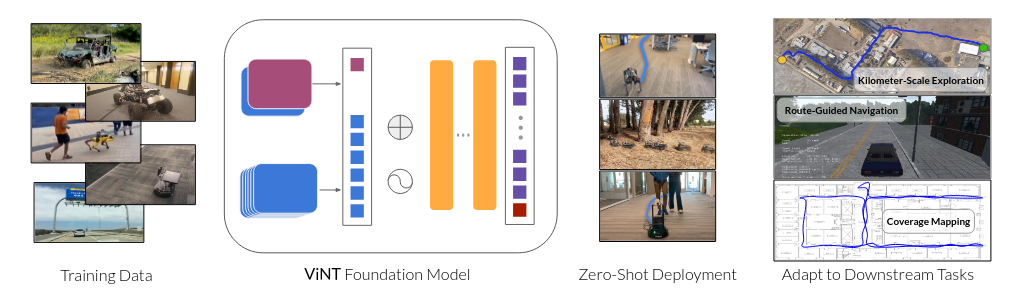 Kilometer-Scale Exploration
Route-Guided Navigation
Coverage Mapping
Training Data
ViNT Foundation Model
Zero-Shot Deployment
Adapt to Downstream Tasks